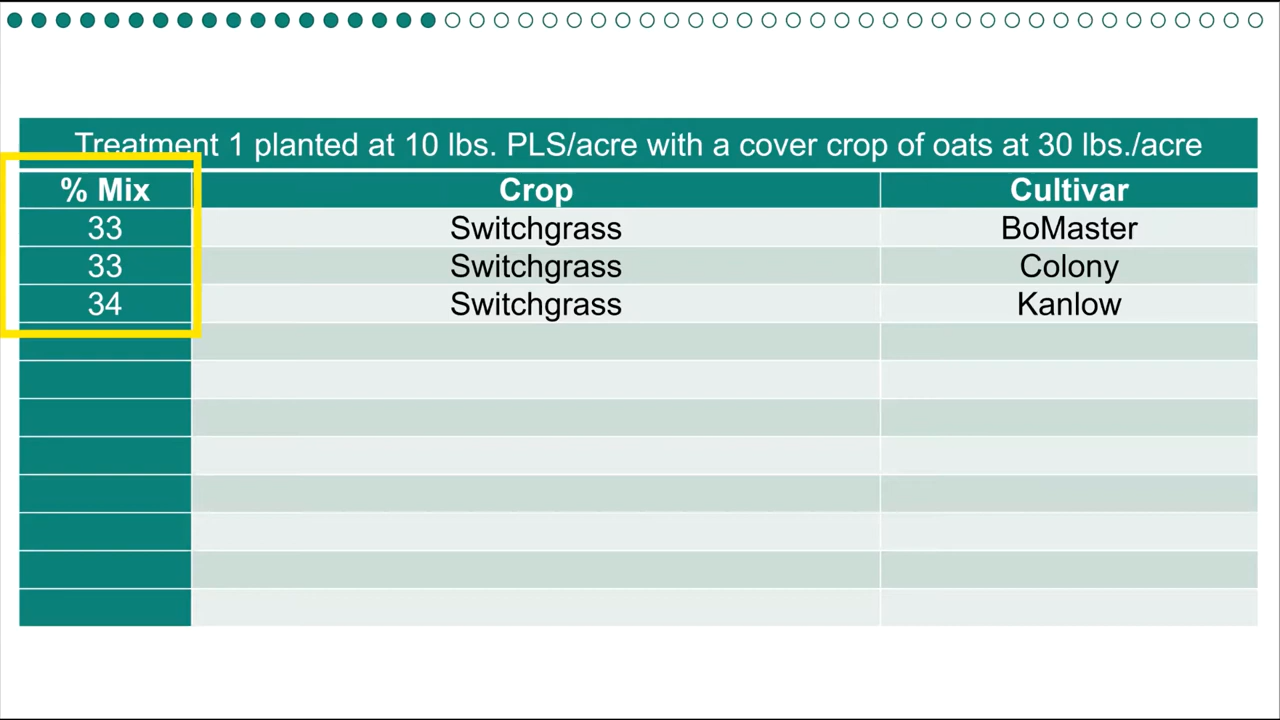 Treatment 1 planted at 10 lbs. PLS/acre with a cover crop of oats at 30 lbs./acre
% Mix Crop Cultivar
33 Switchgrass BoMaster
33 Switchgrass Colony
34 Switchgrass Kanlow